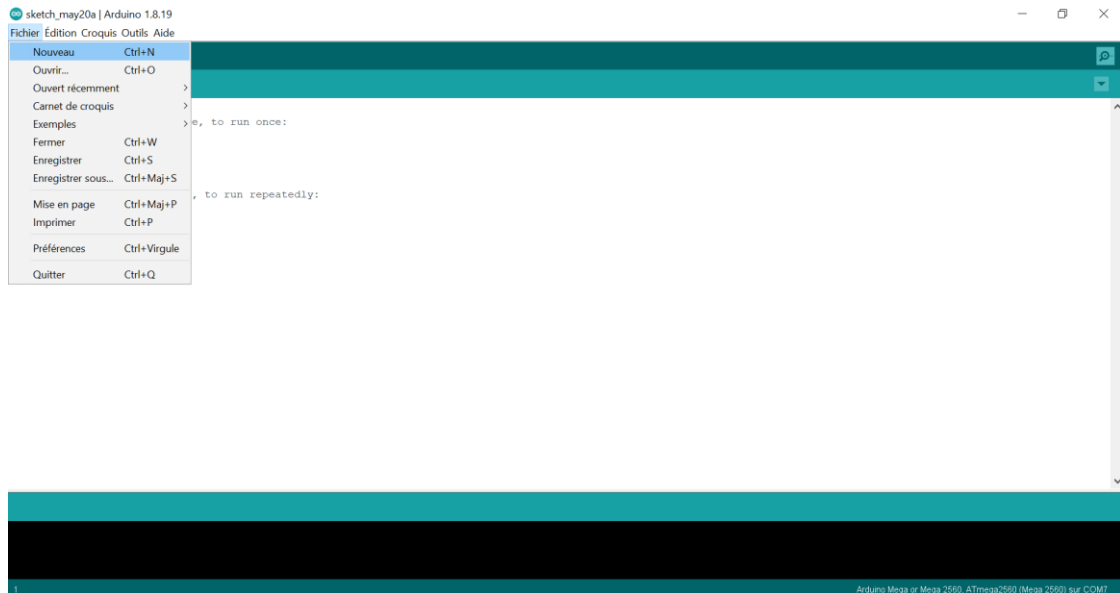 sketch_may20a | Arduino 1.8.19
Fichier Édition Croquis Outils Aide
Nouveau Ctrl+N
Ouvrir... Ctrl+O
Ouvert récemment
Carnet de croquis
Exemples
Fermer Ctrl+W
Enregistrer Ctrl+S
Enregistrer sous... Ctrl+Maj+S
Mise en page Ctrl+Maj+P
Imprimer Ctrl+P
Préférences Ctrl+Virgule
Quitter Ctrl+Q
e, to run once:
, to run repeatedly:
1
Arduino Mega or Mega 2560, ATmega2560 (Mega 2560) sur COM7